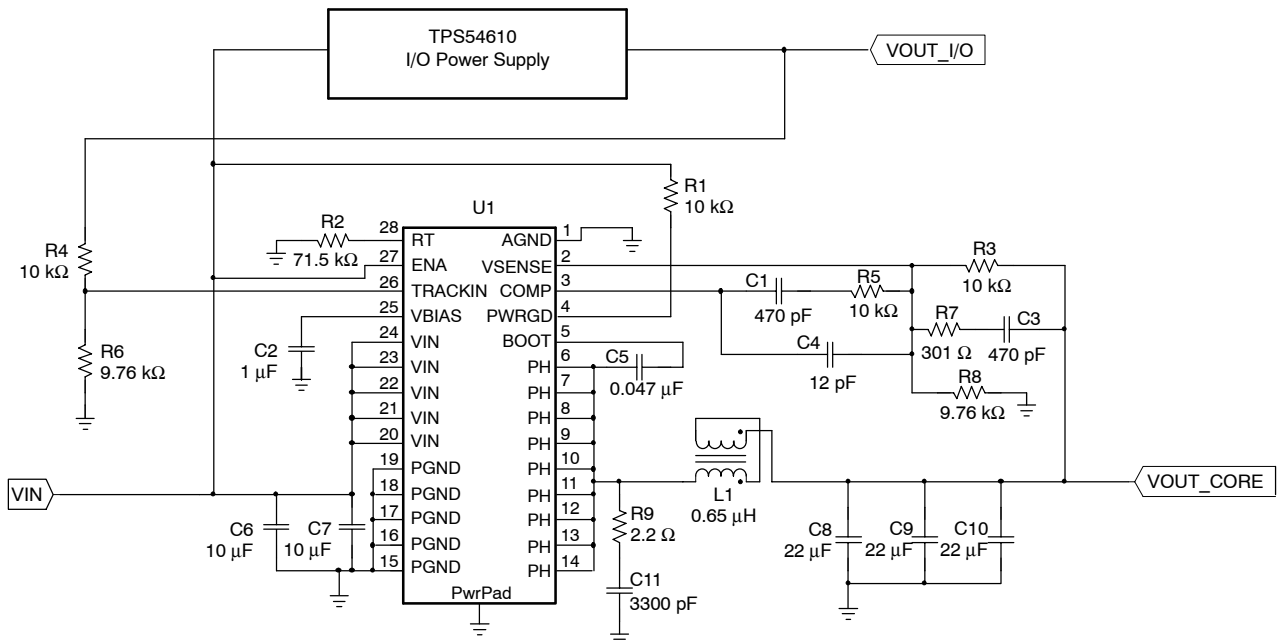 TPS54610
I/O Power Supply
VOUT_I/O
R1
10 kΩ
U1
R2
71.5 kΩ
R4
10 kΩ
R6
9.76 kΩ
C2
1 μF
28 RT
27 ENA
26 TRACKIN
25 VBIAS
24 VIN
23 VIN
22 VIN
21 VIN
20 VIN
19 PGND
18 PGND
17 PGND
16 PGND
15 PGND
AGND 1
VSENSE 2
COMP 3
PWRGD 4
BOOT 5
PH 6
PH 7
PH 8
PH 9
PH 10
PH 11
PH 12
PH 13
PH 14
PwrPad
C1
470 pF
R5
10 kΩ
R3
10 kΩ
R7
301 Ω
C3
470 pF
C4
12 pF
R8
9.76 kΩ
C5
0.047 μF
L1
0.65 μH
VIN
VOUT_CORE
C6
10 μF
C7
10 μF
R9
2.2 Ω
C11
3300 pF
C8
22 μF
C9
22 μF
C10
22 μF